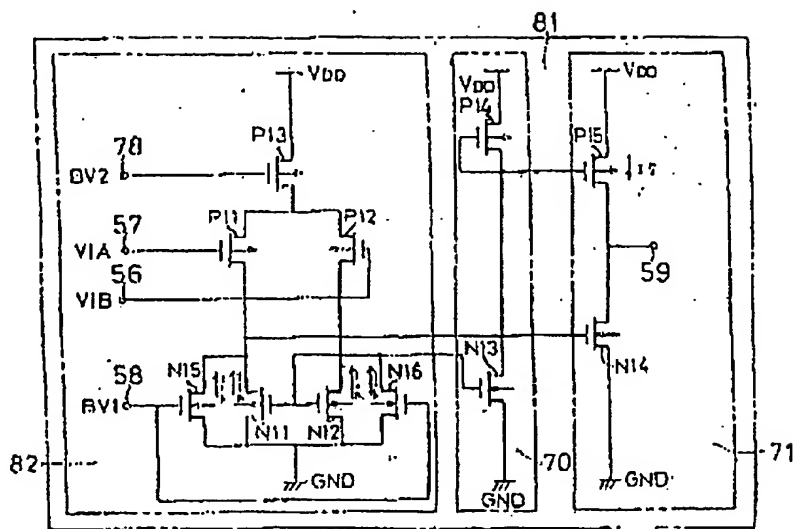 81
VDD
VDD
VDD
P13
P14
P15
78
BV2
I7
57
P11
P12
VIA
56
59
VIB
N15
N16
N13
58
BV1
N11
N12
N14
82
GND
GND
70
GND
71